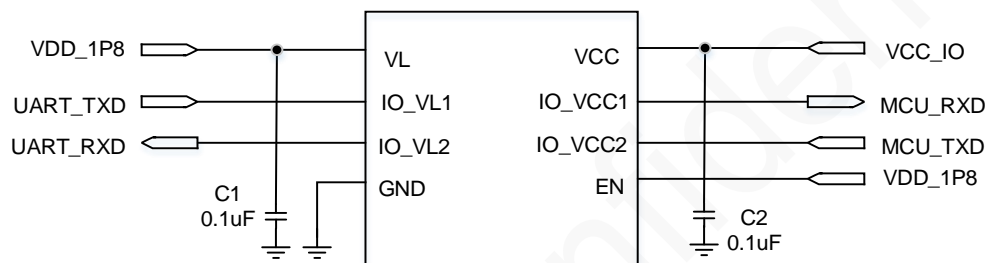 VDD_1P8 VL VCC VCC_IO
UART_TXD IO_VL1 IO_VCC1 MCU_RXD
UART_RXD IO_VL2 IO_VCC2 MCU_TXD
GND EN VDD_1P8
C1 C2
0.1uF 0.1uF